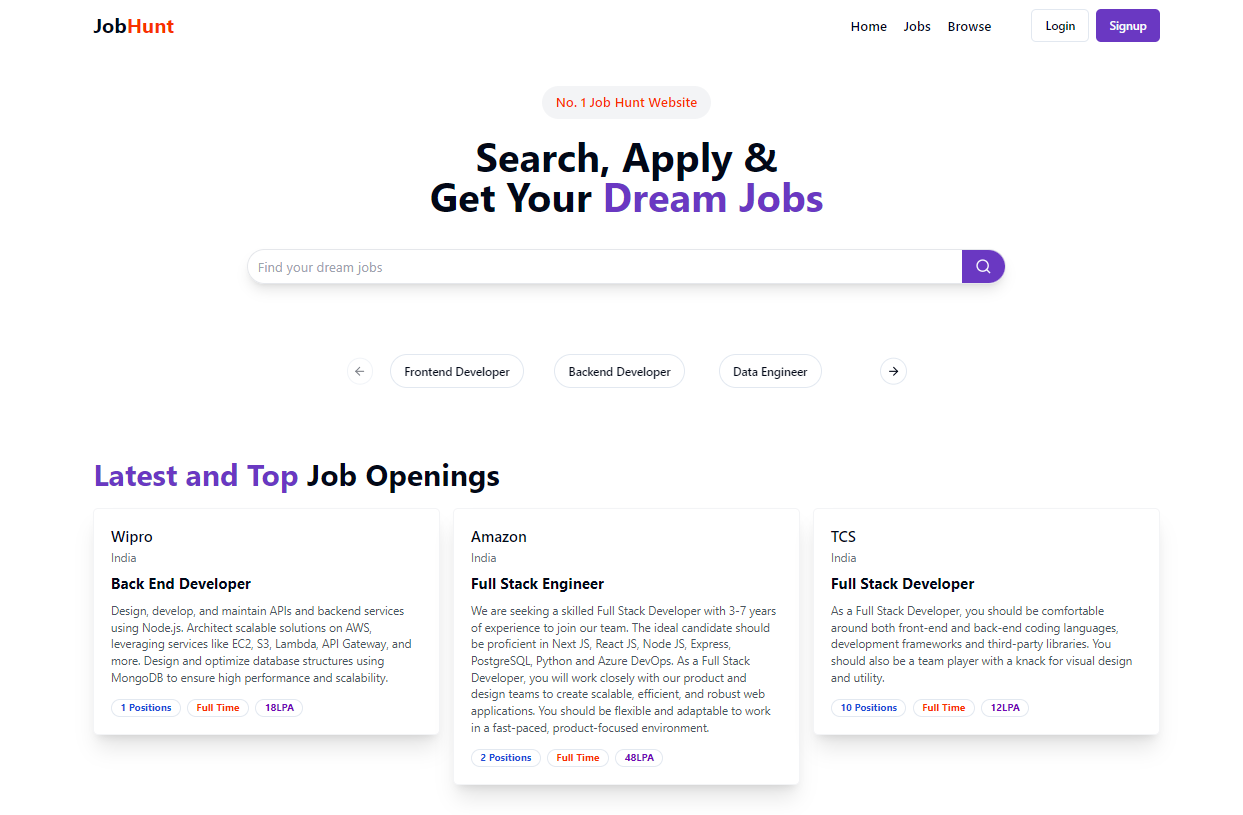 JobHunt
Home Jobs Browse Login Signup
No. 1 Job Hunt Website
Search, Apply &
Get Your Dream Jobs
Find your dream jobs
Frontend Developer Backend Developer Data Engineer
Latest and Top Job Openings
Wipro
India
Back End Developer
Design, develop, and maintain APIs and backend services
using Node.js. Architect scalable solutions on AWS,
leveraging services like EC2, S3, Lambda, API Gateway, and
more. Design and optimize database structures using
MongoDB to ensure high performance and scalability.
1 Positions Full Time 18LPA
Amazon
India
Full Stack Engineer
We are seeking a skilled Full Stack Developer with 3-7 years
of experience to join our team. The ideal candidate should
be proficient in Next JS, React JS, Node JS, Express,
PostgreSQL, Python and Azure DevOps. As a Full Stack
Developer, you will work closely with our product and
design teams to create scalable, efficient, and robust web
applications. You should be flexible and adaptable to work
in a fast-paced, product-focused environment.
2 Positions Full Time 48LPA
TCS
India
Full Stack Developer
As a Full Stack Developer, you should be comfortable
around both front-end and back-end coding languages,
development frameworks and third-party libraries. You
should also be a team player with a knack for visual design
and utility.
10 Positions Full Time 12LPA